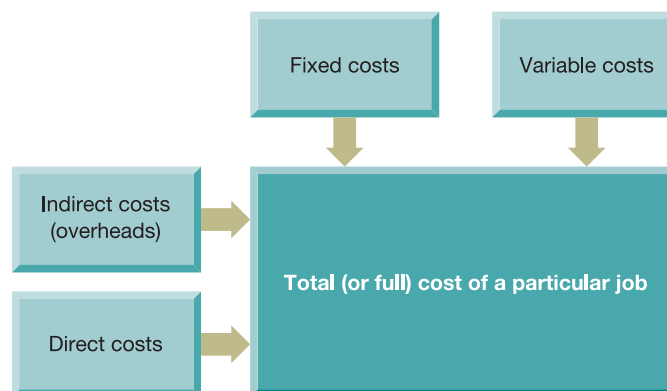 Fixed costs
Variable costs
Indirect costs
(overheads)
Total (or full) cost of a particular job
Direct costs